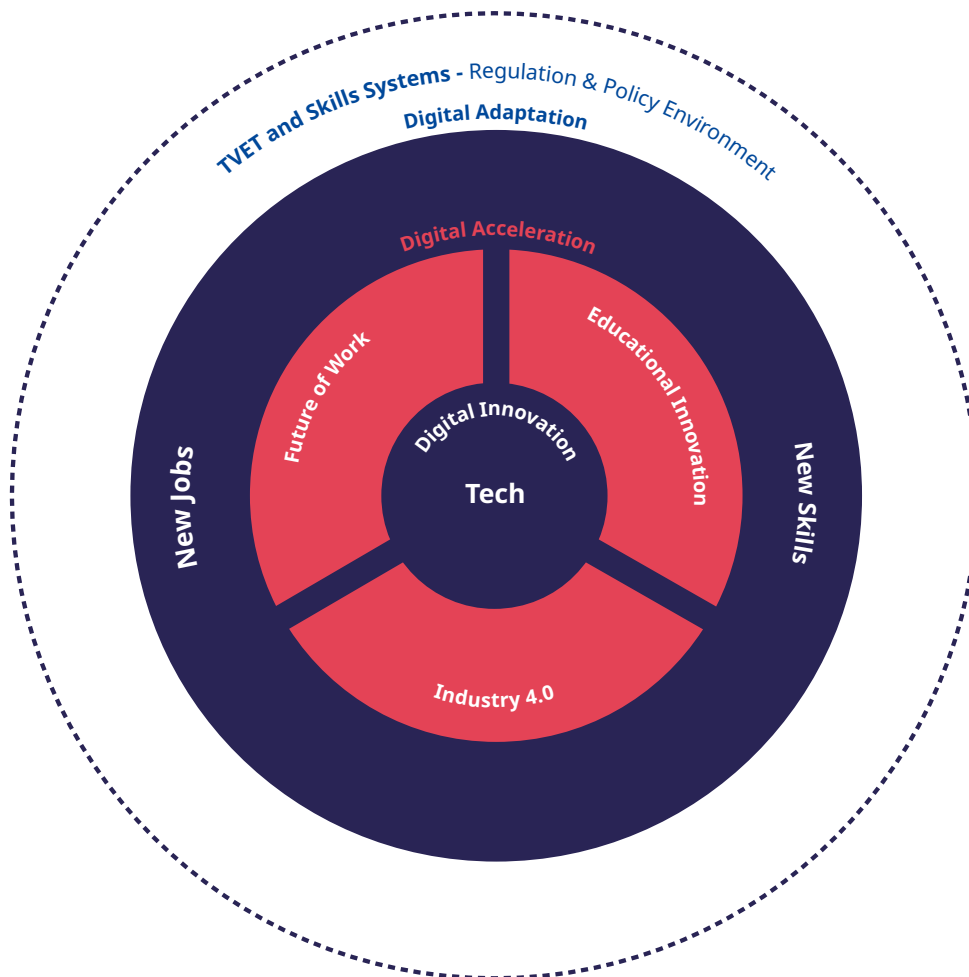 TVET and Skills Systems - Regulation & Policy Environment
Digital Adaptation
Digital Acceleration
Future of Work
Educational Innovation
Digital Innovation
Tech
New Jobs
New Skills
Industry 4.0